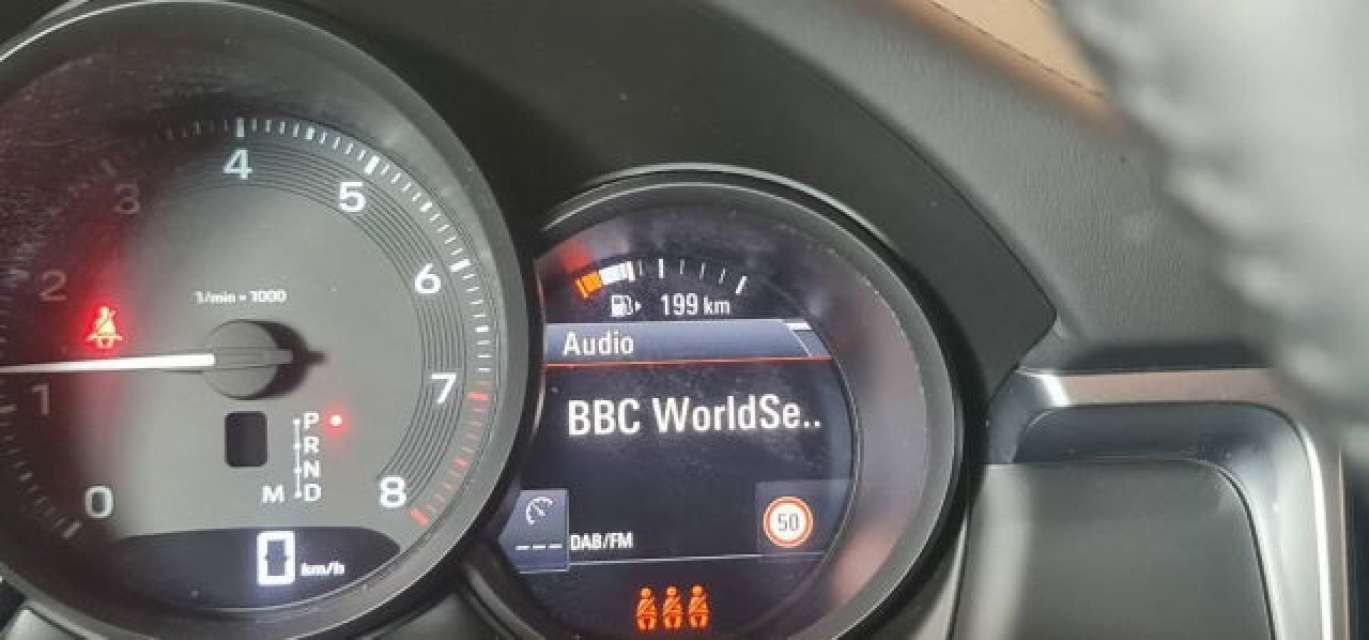 4
3
5
2
6
1/min = 1000
1
7
P
R
N
M D
0
8
0 km/h
199 km
Audio
BBC WorldSe..
50
---
DAB/FM